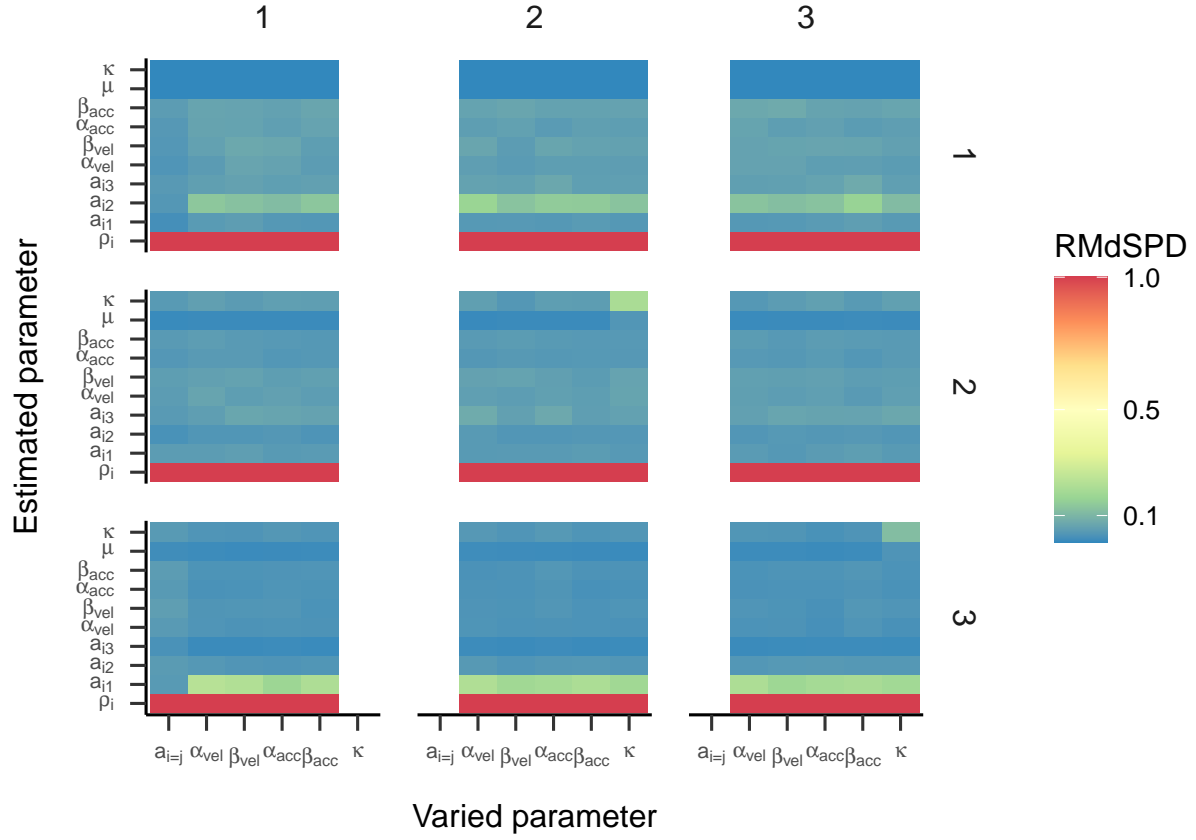 1 2 3
κ
μ
βacc
αacc
βvel
αvel
ai3
ai2
ai1
ρi
1
κ
μ
βacc
αacc
βvel
αvel
ai3
ai2
ai1
ρi
2
κ
μ
βacc
αacc
βvel
αvel
ai3
ai2
ai1
ρi
3
Estimated parameter
ai=j αvel βvel αacc βacc κ
ai=j αvel βvel αacc βacc κ
ai=j αvel βvel αacc βacc κ
Varied parameter
RMdSPD
1.0
0.5
0.1